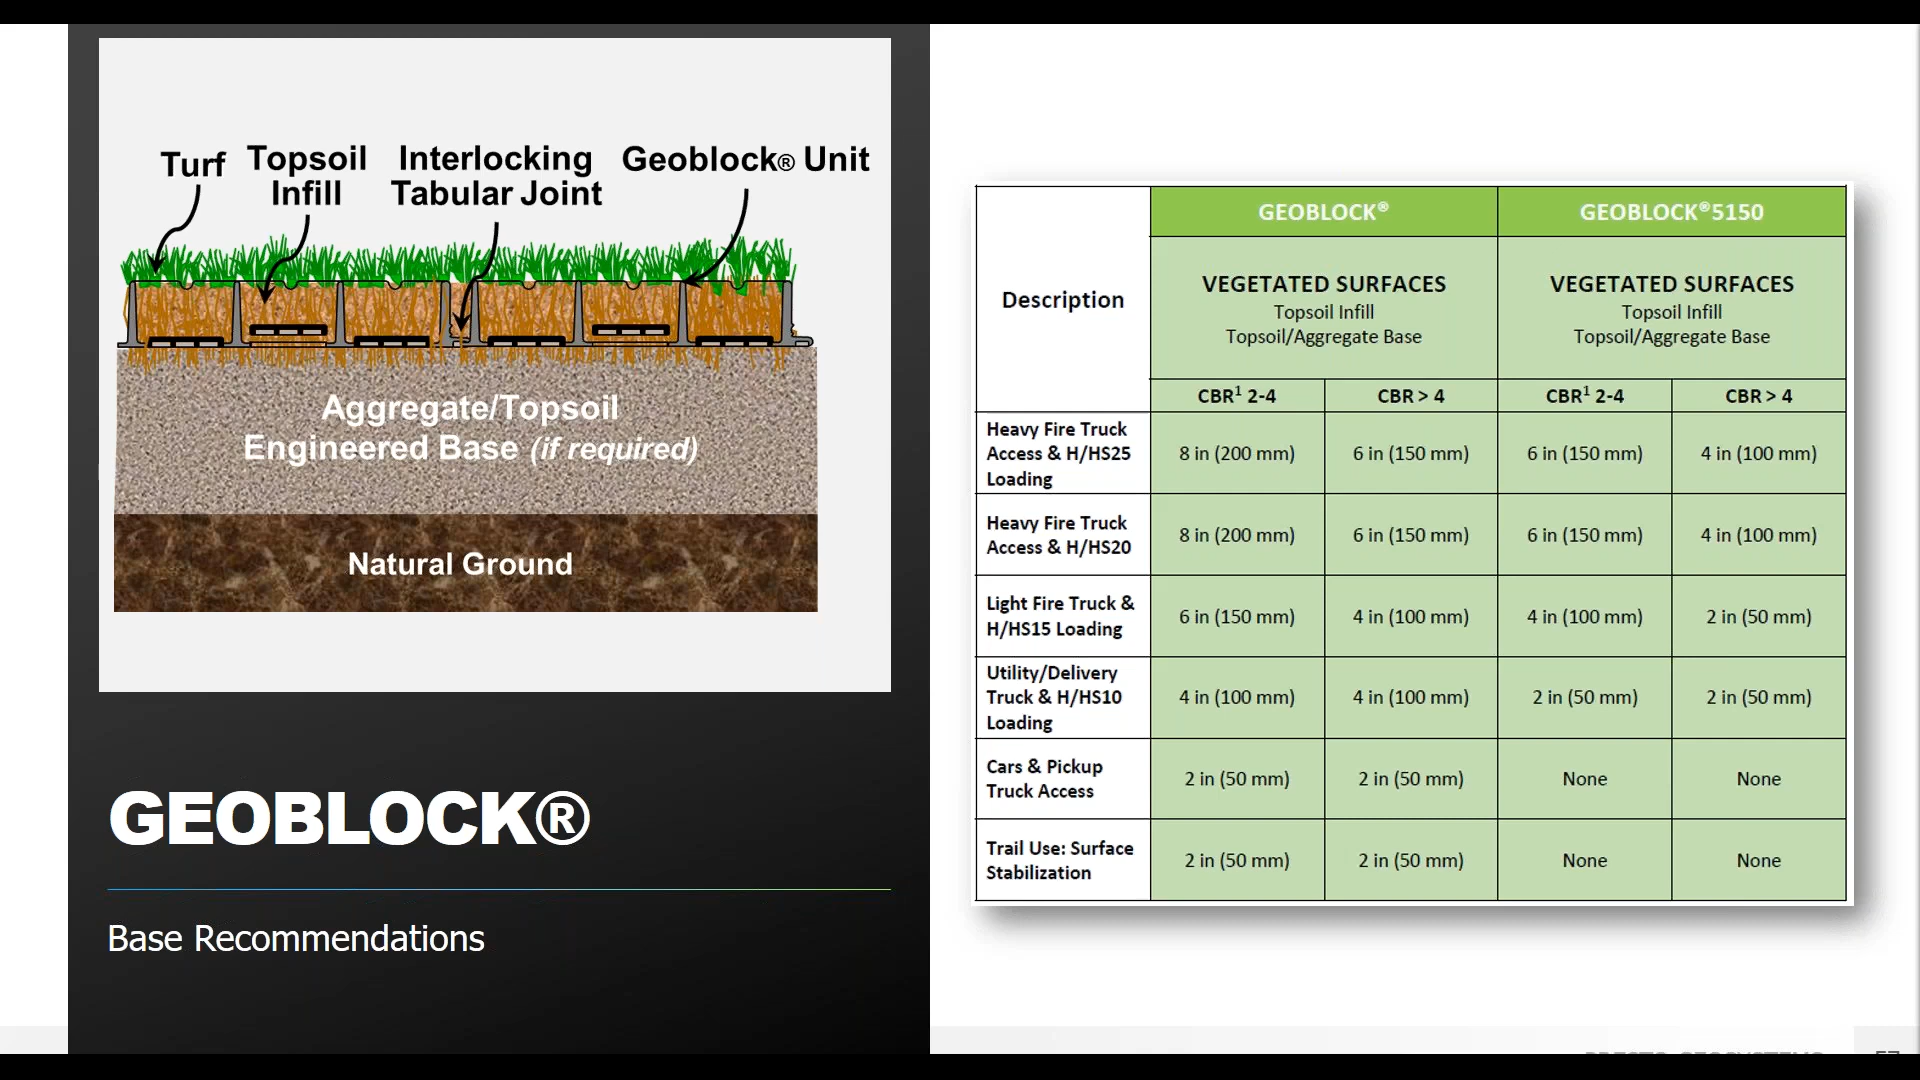 Turf
Topsoil
Infill
Interlocking
Tabular Joint
Geoblock® Unit
Aggregate/Topsoil
Engineered Base (if required)
Natural Ground
GEOBLOCK®
Base Recommendations
Description
GEOBLOCK®
GEOBLOCK®5150
VEGETATED SURFACES
Topsoil Infill
Topsoil/Aggregate Base
VEGETATED SURFACES
Topsoil Infill
Topsoil/Aggregate Base
CBR¹ 2-4
CBR > 4
CBR¹ 2-4
CBR > 4
Heavy Fire Truck
Access & H/HS25
Loading
8 in (200 mm)
6 in (150 mm)
6 in (150 mm)
4 in (100 mm)
Heavy Fire Truck
Access & H/HS20
8 in (200 mm)
6 in (150 mm)
6 in (150 mm)
4 in (100 mm)
Light Fire Truck &
H/HS15 Loading
6 in (150 mm)
4 in (100 mm)
4 in (100 mm)
2 in (50 mm)
Utility/Delivery
Truck & H/HS10
Loading
4 in (100 mm)
4 in (100 mm)
2 in (50 mm)
2 in (50 mm)
Cars & Pickup
Truck Access
2 in (50 mm)
2 in (50 mm)
None
None
Trail Use: Surface
Stabilization
2 in (50 mm)
2 in (50 mm)
None
None